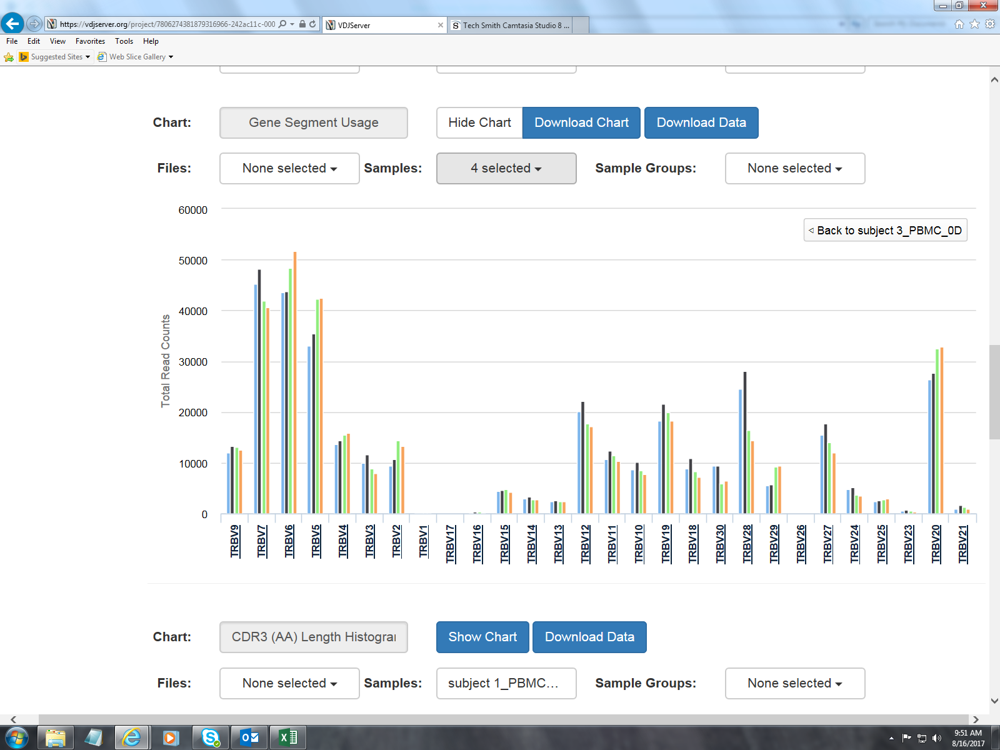 https://vdjserver.org/project/7806274381879316966-242ac11c-000
VDJServer
Tech Smith Camtasia Studio 8 ...
File Edit View Favorites Tools Help
Suggested Sites
Web Slice Gallery
Chart: Gene Segment Usage Hide Chart Download Chart Download Data
Files: None selected Samples: 4 selected Sample Groups: None selected
Back to subject 3_PBMC_0D
Total Read Counts
60000
50000
40000
30000
20000
10000
0
TRBV9 TRBV7 TRBV6 TRBV5 TRBV4 TRBV3 TRBV2 TRBV1 TRBV17 TRBV16 TRBV15 TRBV14 TRBV13 TRBV12 TRBV11 TRBV10 TRBV19 TRBV18 TRBV30 TRBV28 TRBV29 TRBV26 TRBV27 TRBV24 TRBV25 TRBV23 TRBV20 TRBV21
Chart: CDR3 (AA) Length Histogra Show Chart Download Data
Files: None selected Samples: subject 1_PBMC... Sample Groups: None selected
9:51 AM
8/16/2017